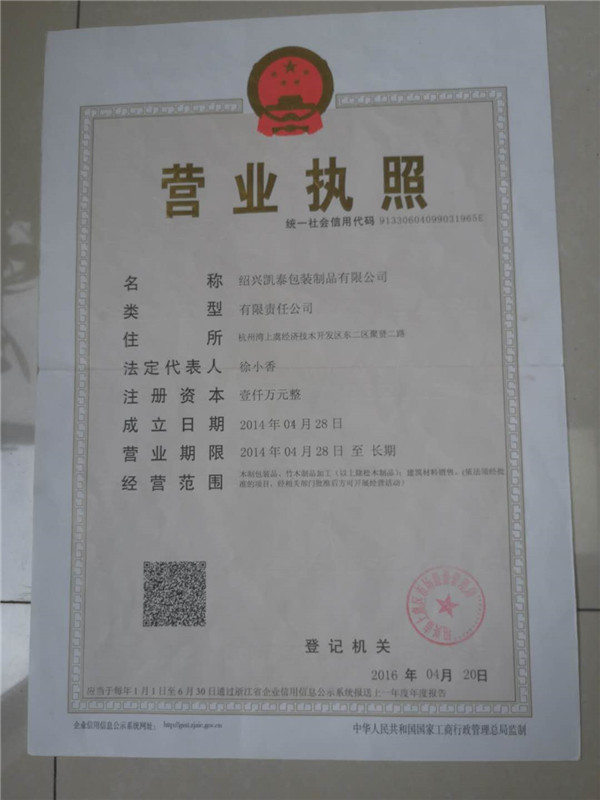 营业执照
统一社会信用代码 91330604099031965E
名称 绍兴凯泰包装制品有限公司
类型 有限责任公司
住所 杭州湾上虞经济技术开发区东二区聚贤二路
法定代表人 徐小香
注册资本 壹仟万元整
成立日期 2014年04月28日
营业期限 2014年04月28日至长期
经营范围 木制包装品、竹木制品加工(以上除松木制品);建筑材料销售。(依法须经批
准的项目,经相关部门批准后方可开展经营活动)
登记机关
2016年04月20日
应当于每年1月1日至6月30日通过浙江省企业信用信息公示系统报送上一年度年度报告
企业信用信息公示系统网址: http://gsxt.zjaic.gov.cn/
中华人民共和国国家工商行政管理总局监制